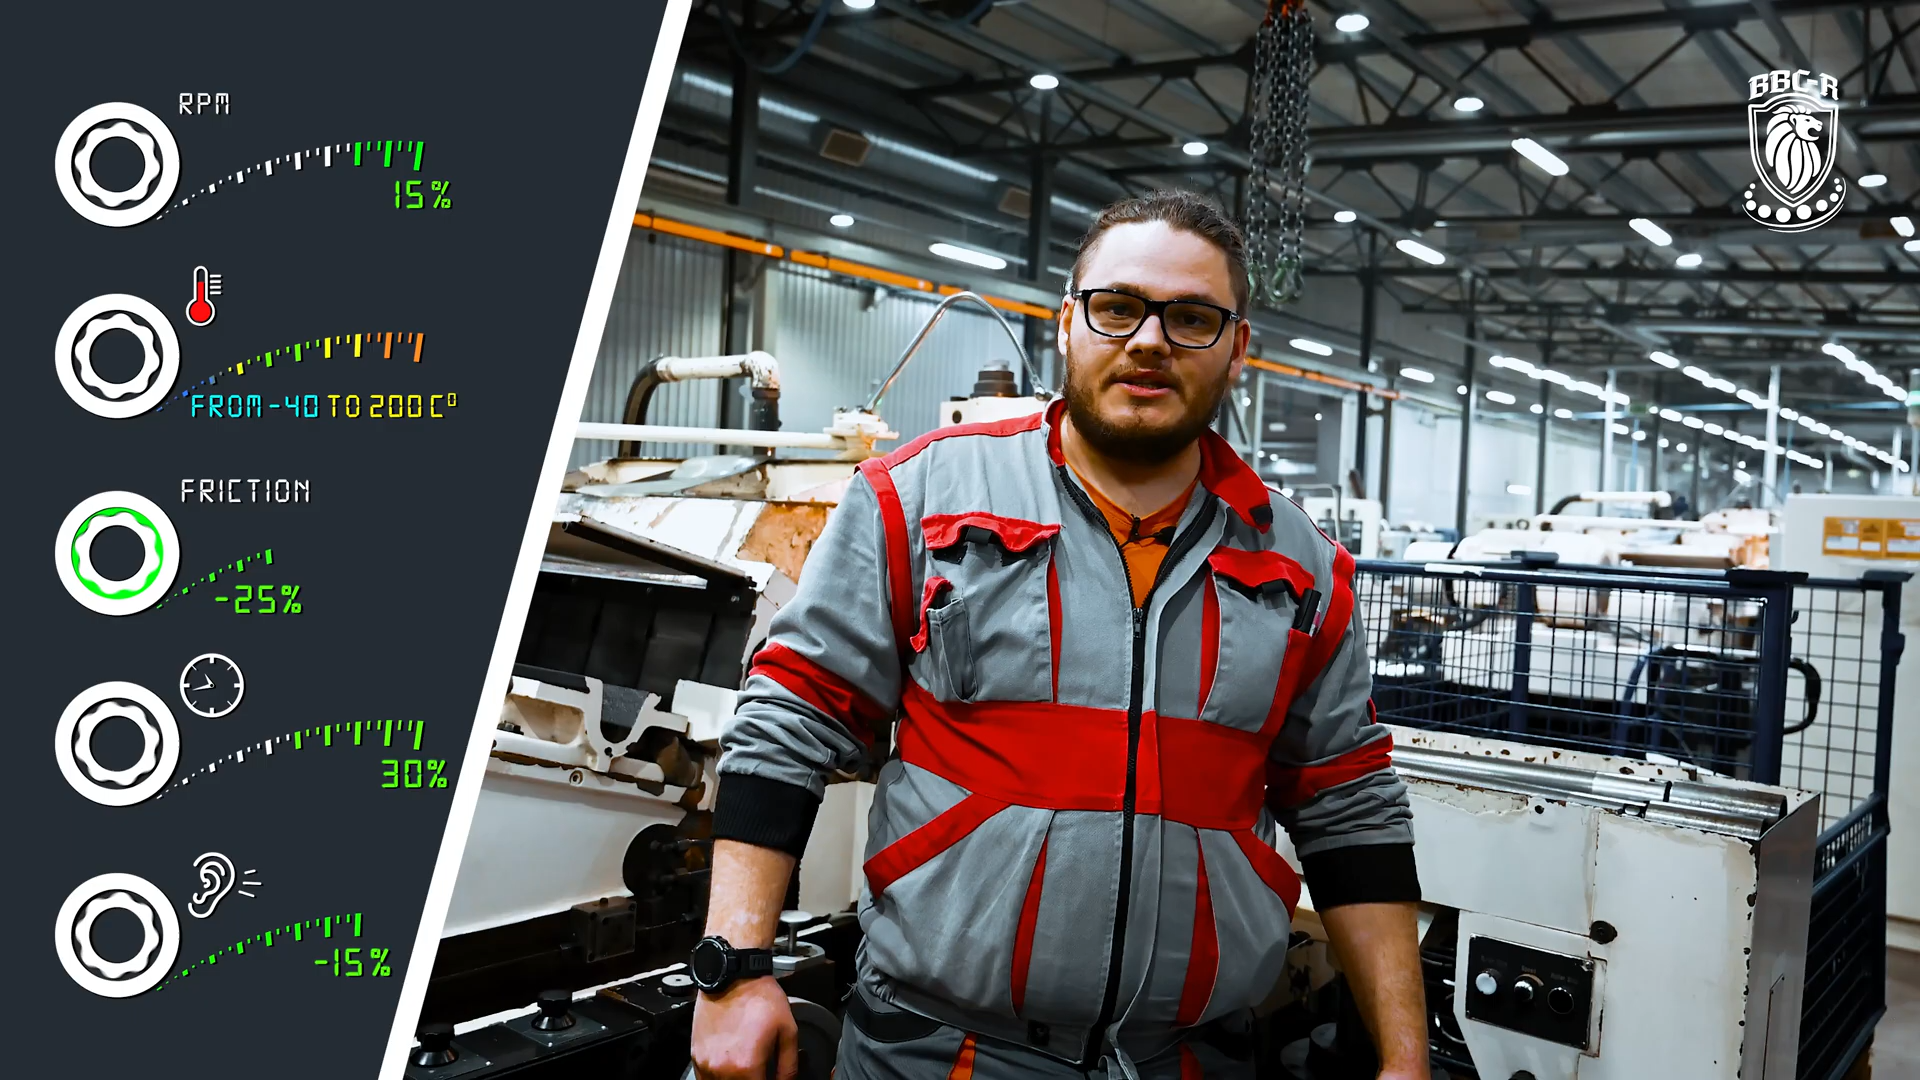 RPM
15%
FROM -40 TO 200 C°
FRICTION
-25%
30%
-15%
BBC-R